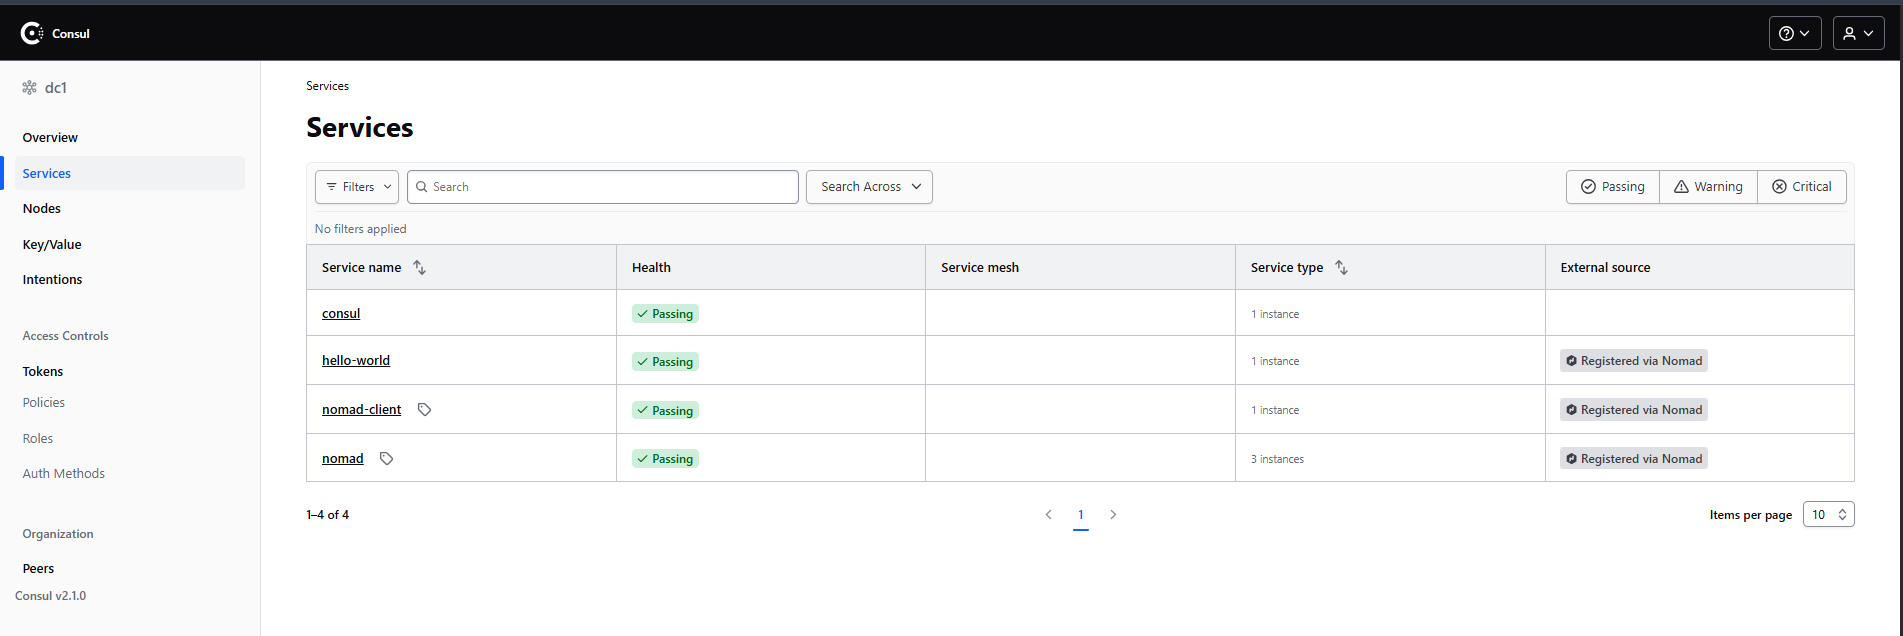 Consul
dc1
Overview
Services
Nodes
Key/Value
Intentions
Access Controls
Tokens
Policies
Roles
Auth Methods
Organization
Peers
Consul v2.1.0
Services
Services
Filters Search Search Across Passing Warning Critical
No filters applied
Service name Health Service mesh Service type External source
consul Passing 1 instance
hello-world Passing 1 instance Registered via Nomad
nomad-client Passing 1 instance Registered via Nomad
nomad Passing 3 instances Registered via Nomad
1–4 of 4 1 Items per page 10